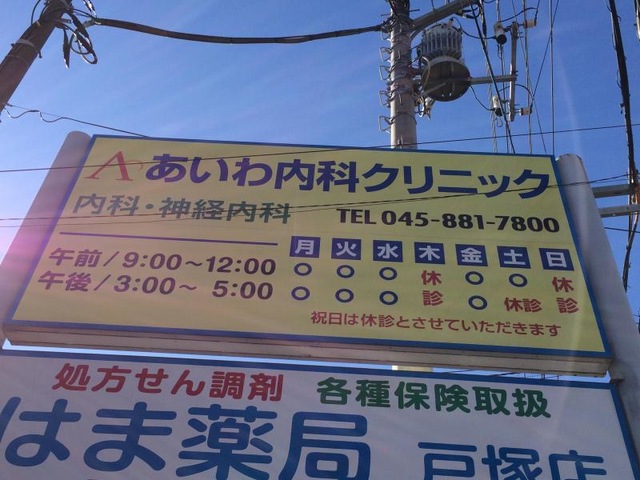 A あいわ内科クリニック
内科・神経内科
TEL 045-881-7800
月 火 水 木 金 土 日
午前/9:00～12:00 ○ ○ ○ 休 ○ ○ 休
午後/3:00～ 5:00 ○ ○ ○ 診 ○ 休診 診
祝日は休診とさせていただきます
処方せん調剤 各種保険取扱
はま薬局 戸塚店